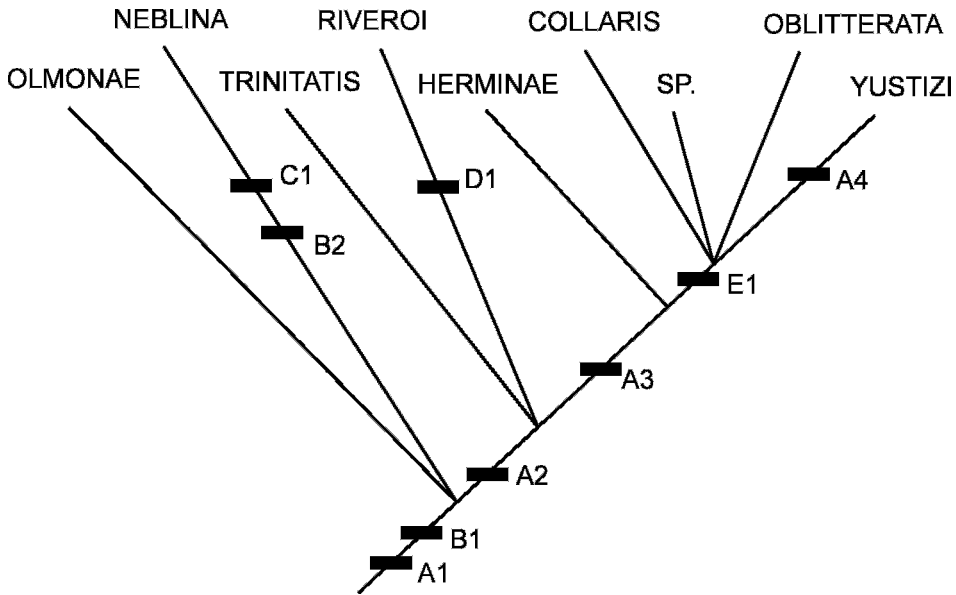 NEBLINA
RIVEROI
COLLARIS
OBLITTERATA
OLMONAE
TRINITATIS
HERMINAE
SP.
YUSTIZI
C1
D1
A4
B2
E1
A3
A2
B1
A1